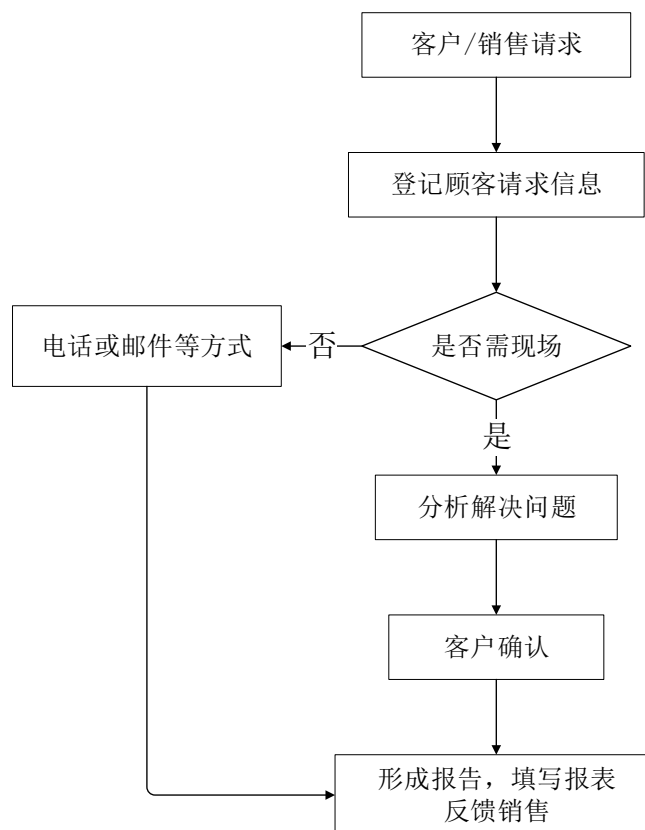 客户/销售请求
登记顾客请求信息
是否需现场
否
电话或邮件等方式
是
分析解决问题
客户确认
形成报告，填写报表
反馈销售